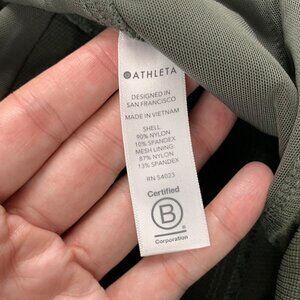 ATHLETA
DESIGNED IN
SAN FRANCISCO
MADE IN VIETNAM
SHELL
90% NYLON
10% SPANDEX
MESH LINING
87% NYLON
13% SPANDEX
RN 54023
Certified
B
Corporation